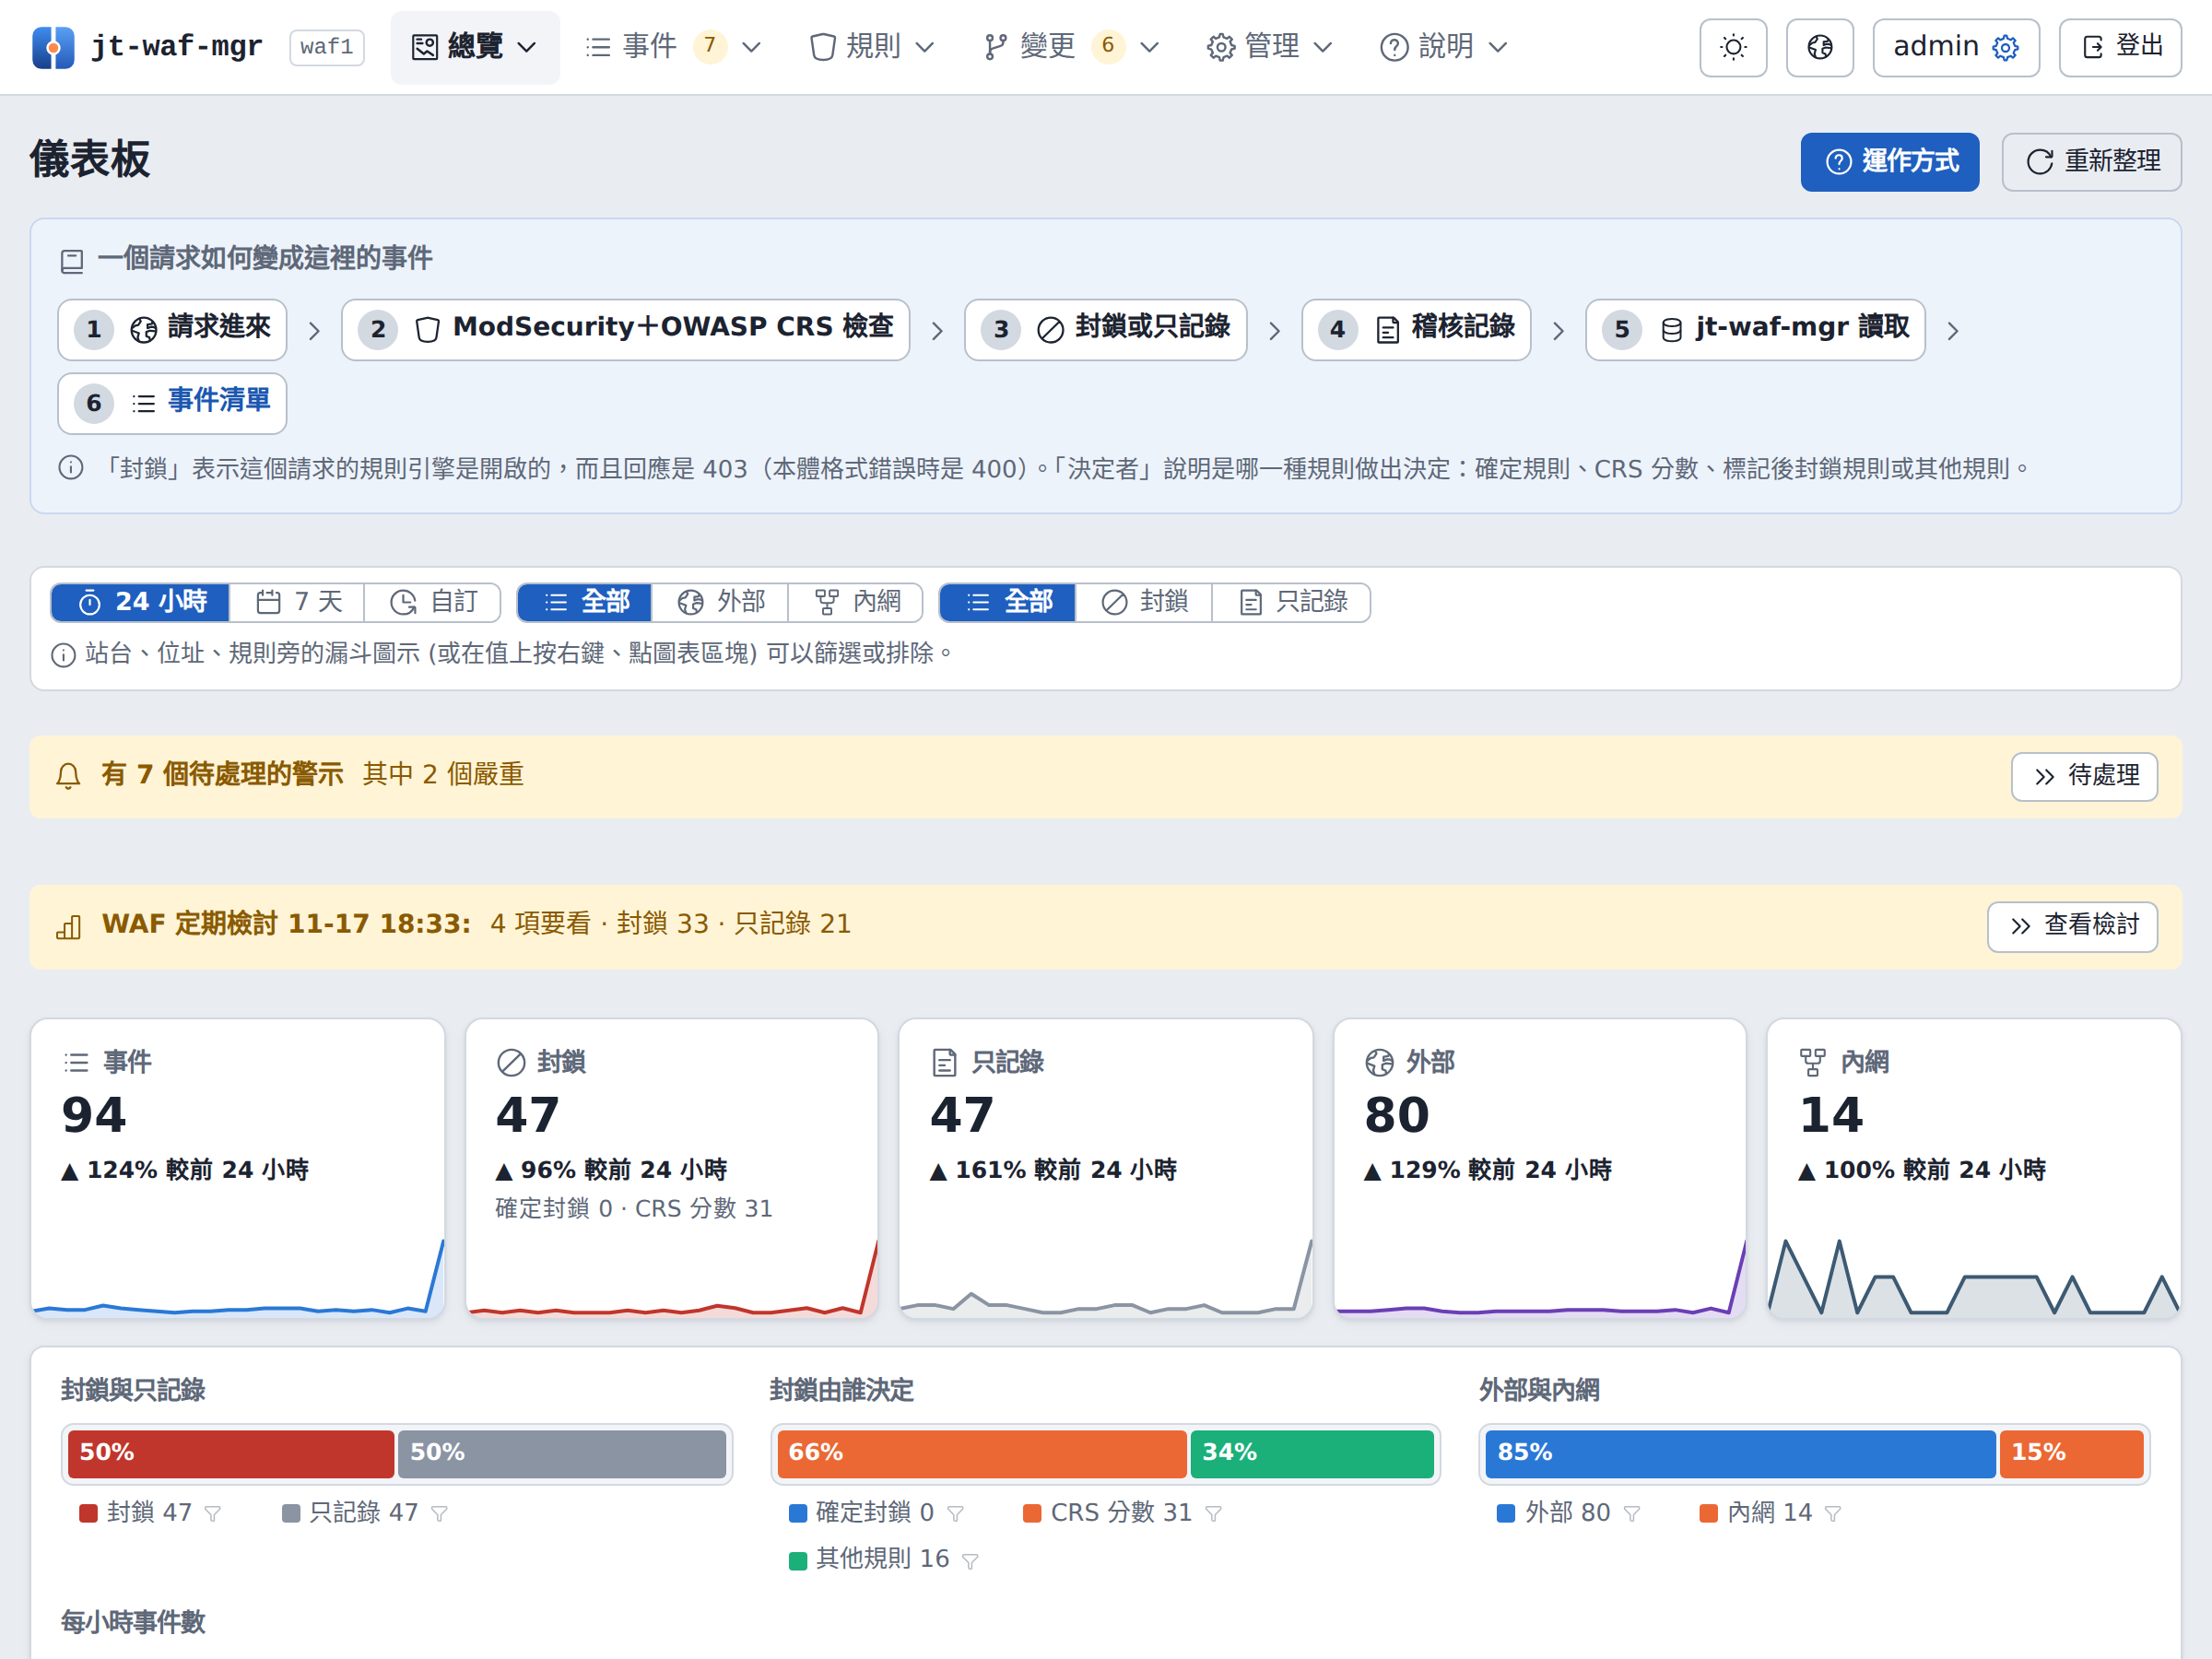 jt-waf-mgr waf1 總覽 事件 7 規則 變更 6 管理 說明 admin 登出
儀表板 運作方式 重新整理
一個請求如何變成這裡的事件
1 請求進來 2 ModSecurity＋OWASP CRS 檢查 3 封鎖或只記錄 4 稽核記錄 5 jt-waf-mgr 讀取
6 事件清單
「封鎖」表示這個請求的規則引擎是開啟的，而且回應是 403（本體格式錯誤時是 400）。「決定者」說明是哪一種規則做出決定：確定規則、CRS 分數、標記後封鎖規則或其他規則。
24 小時 7 天 自訂 全部 外部 內網 全部 封鎖 只記錄
站台、位址、規則旁的漏斗圖示 (或在值上按右鍵、點圖表區塊) 可以篩選或排除。
有 7 個待處理的警示 其中 2 個嚴重 待處理
WAF 定期檢討 11-17 18:33: 4 項要看 · 封鎖 33 · 只記錄 21 查看檢討
事件 封鎖 只記錄 外部 內網
94 47 47 80 14
▲ 124% 較前 24 小時 ▲ 96% 較前 24 小時 ▲ 161% 較前 24 小時 ▲ 129% 較前 24 小時 ▲ 100% 較前 24 小時
確定封鎖 0 · CRS 分數 31
封鎖與只記錄 封鎖由誰決定 外部與內網
50% 50% 66% 34% 85% 15%
封鎖 47 只記錄 47 確定封鎖 0 CRS 分數 31 外部 80 內網 14
其他規則 16
每小時事件數